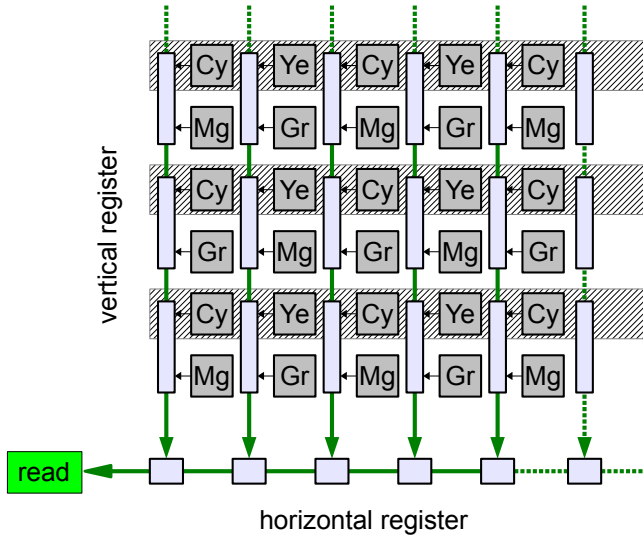 Cy Ye Cy Ye Cy
Mg Gr Mg Gr Mg
Cy Ye Cy Ye Cy
Gr Mg Gr Mg Gr
Cy Ye Cy Ye Cy
Mg Gr Mg Gr Mg
vertical register
read
horizontal register